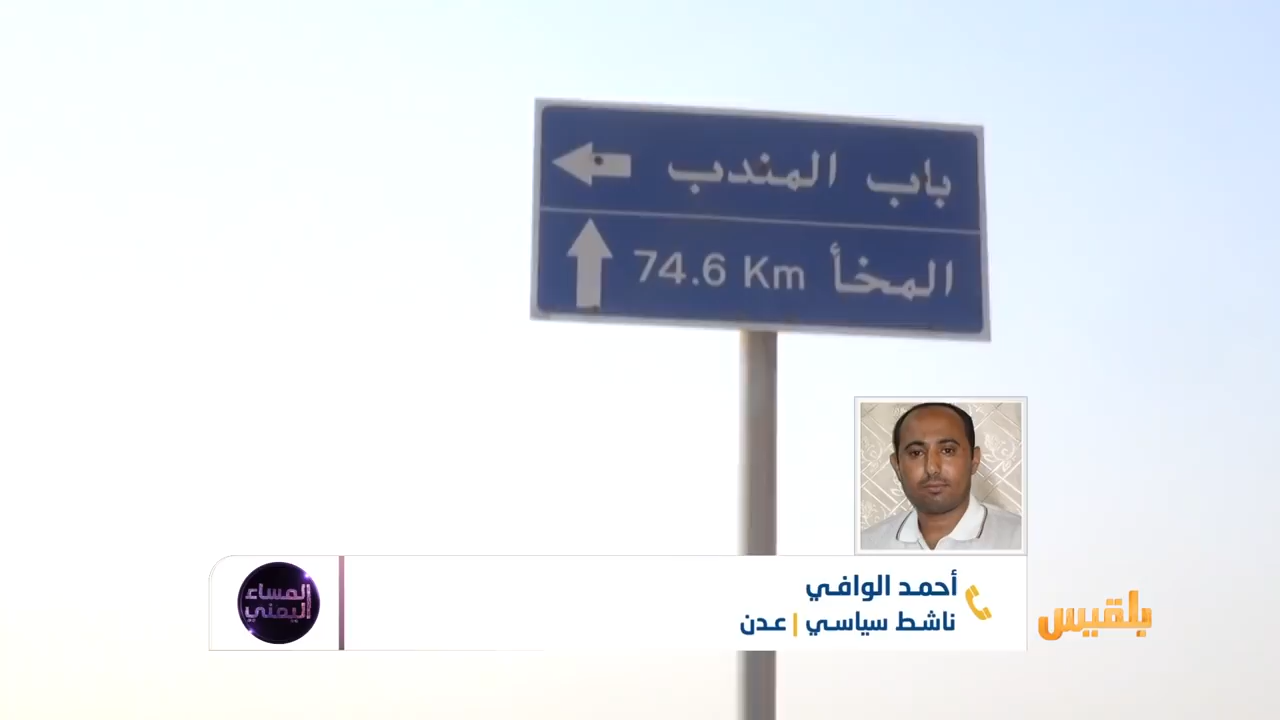 باب المندب
المخأ 74.6 Km
أحمد الوافي
ناشط سياسي | عدن
المساء
اليمني
بلقيس